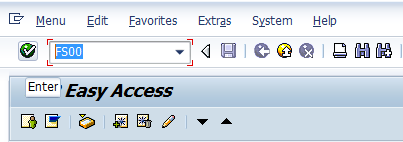 Menu Edit Favorites Extras System Help
FS00
Enter Easy Access